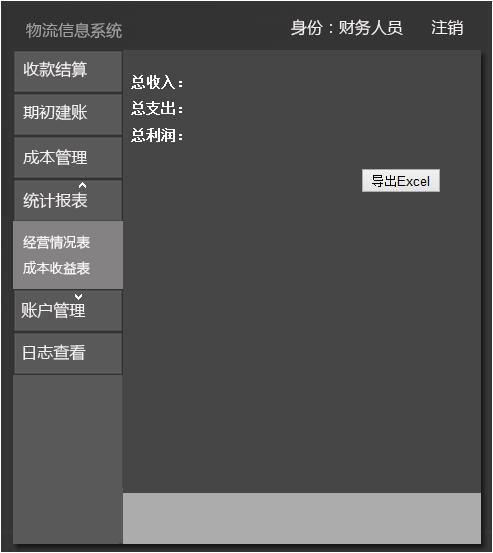 物流信息系统
身份：财务人员 注销
收款结算
期初建账
成本管理
统计报表
经营情况表
成本收益表
账户管理
日志查看
总收入：
总支出：
总利润：
导出Excel